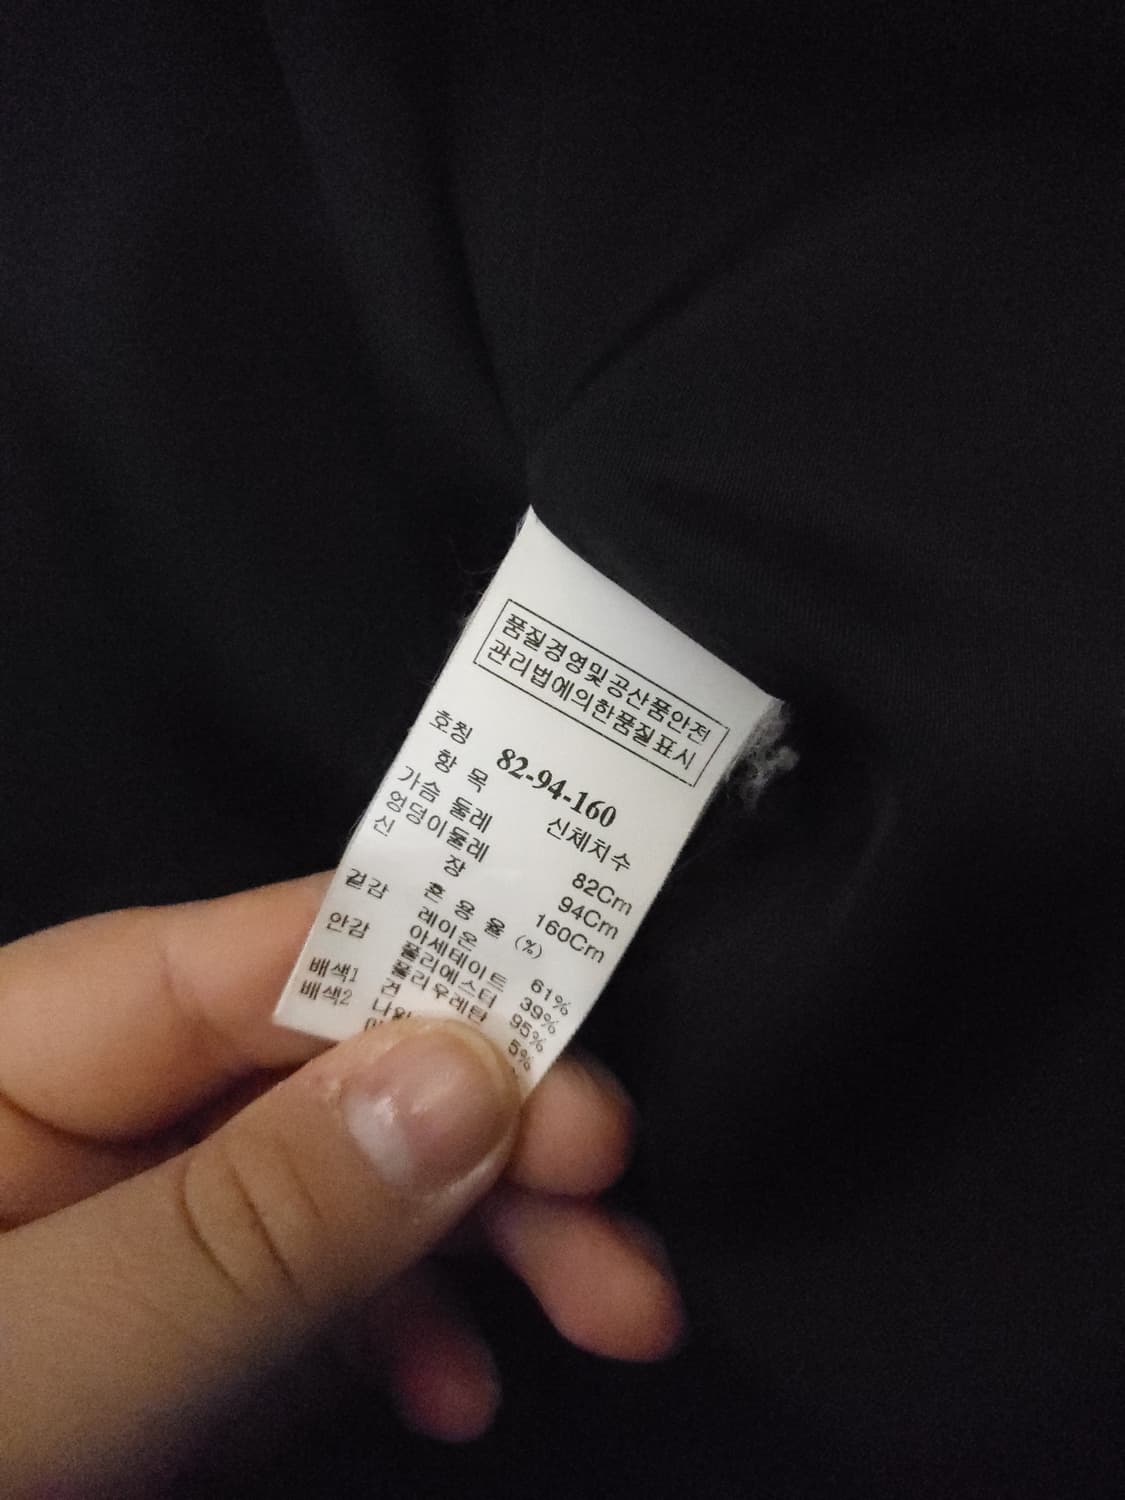 품질경영및공산품안전
관리법에의한품질표시
호칭 82-94-160
항 목 신체치수
가슴 둘레 82Cm
엉덩이둘레 94Cm
신 장 160Cm
혼 용 율 (%)
겉감 레이온 61%
아세테이트 39%
안감 폴리에스터 95%
폴리우레탄 5%
배색1 견
배색2